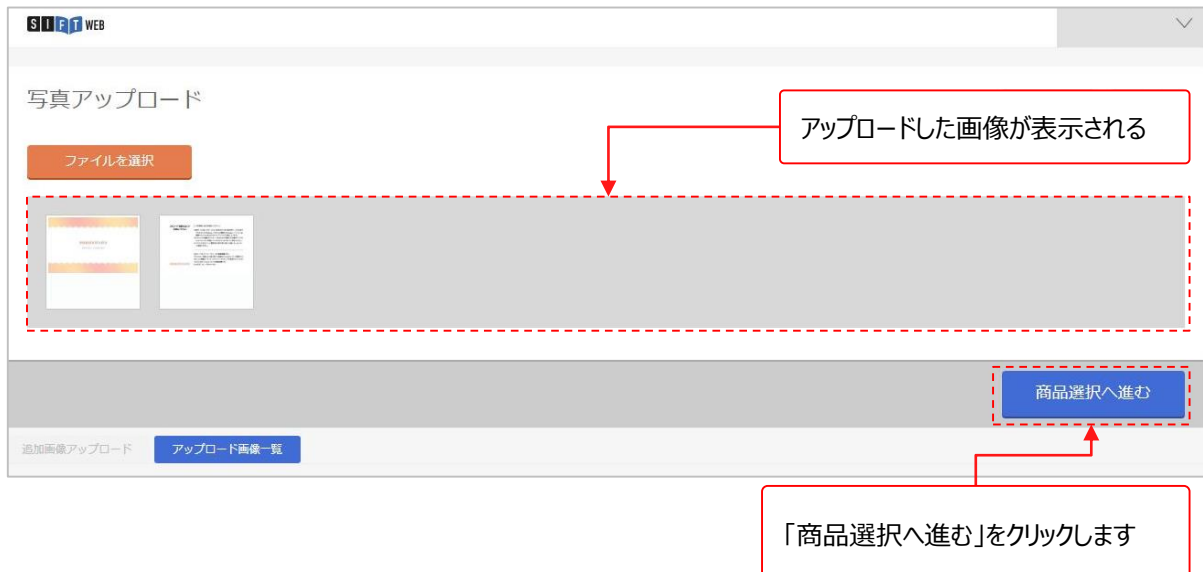 SIFT WEB
写真アップロード
アップロードした画像が表示される
ファイルを選択
商品選択へ進む
追加画像アップロード
アップロード画像一覧
「商品選択へ進む」をクリックします